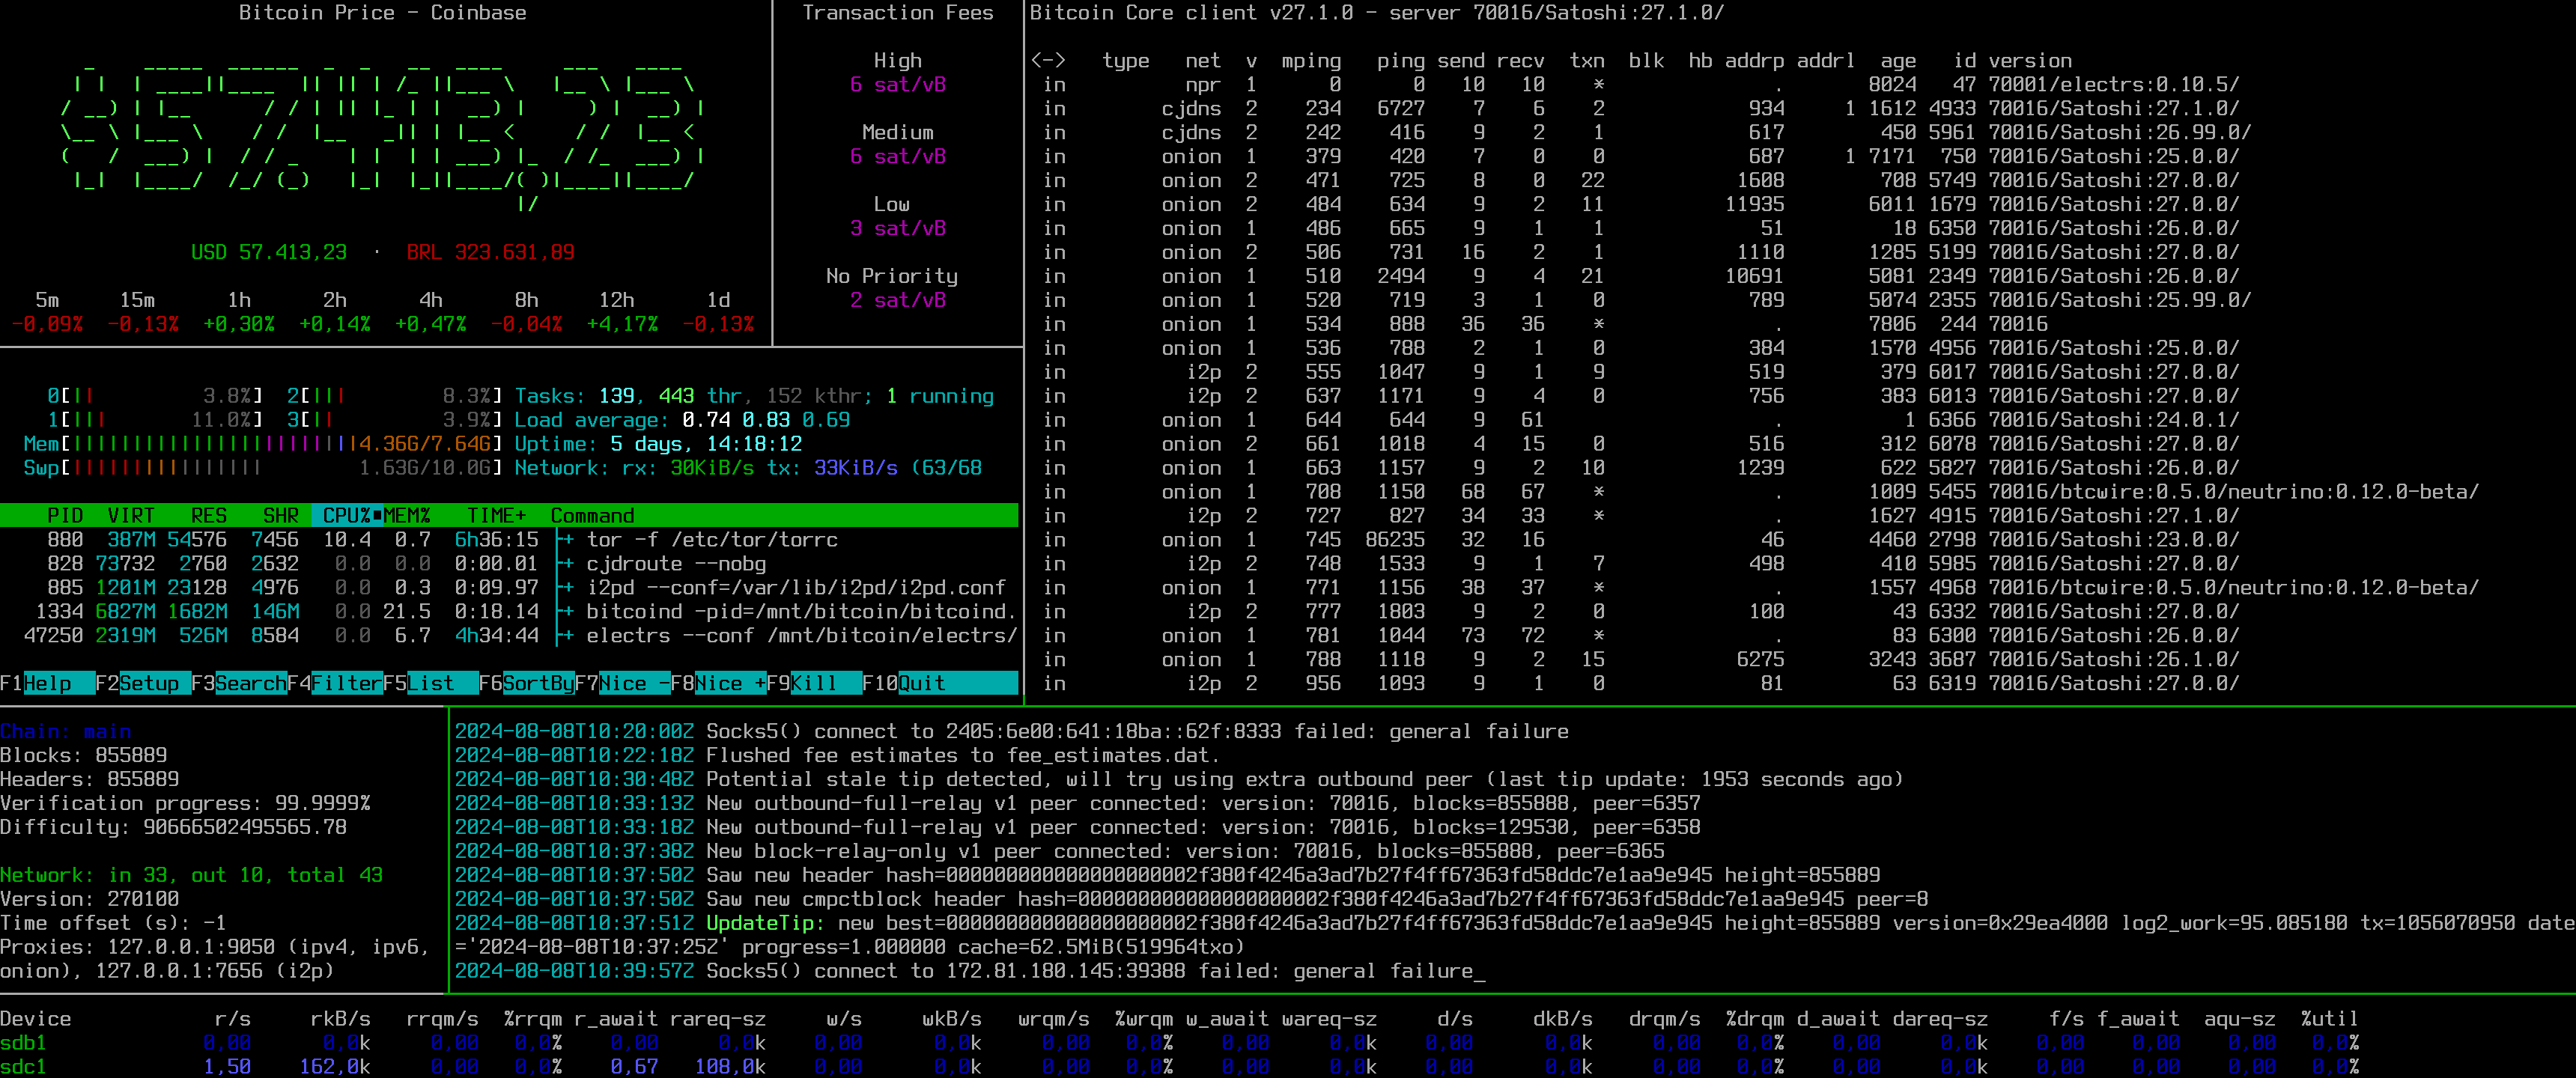 Bitcoin Price - Coinbase
$57.413,23
USD 57.413,23 · BRL 323.631,89
5m 15m 1h 2h 4h 8h 12h 1d
-0,09% -0,13% +0,30% +0,14% +0,47% -0,04% +4,17% -0,13%
Transaction Fees
High
6 sat/vB
Medium
6 sat/vB
Low
3 sat/vB
No Priority
2 sat/vB
Bitcoin Core client v27.1.0 - server 70016/Satoshi:27.1.0/
<-> type net v mping ping send recv txn blk hb addrp addrl age id version
in npr 1 0 0 10 10 * . 8024 47 70001/electrs:0.10.5/
in cjdns 2 234 6727 7 6 2 934 1 1612 4933 70016/Satoshi:27.1.0/
in cjdns 2 242 416 9 2 1 617 450 5961 70016/Satoshi:26.99.0/
in onion 1 379 420 7 0 0 687 1 7171 750 70016/Satoshi:25.0.0/
in onion 2 471 725 8 0 22 1608 708 5749 70016/Satoshi:27.0.0/
in onion 2 484 634 9 2 11 11935 6011 1679 70016/Satoshi:27.0.0/
in onion 1 486 665 9 1 1 51 18 6350 70016/Satoshi:26.0.0/
in onion 2 506 731 16 2 1 1110 1285 5199 70016/Satoshi:27.0.0/
in onion 1 510 2494 9 4 21 10691 5081 2349 70016/Satoshi:26.0.0/
in onion 1 520 719 3 1 0 789 5074 2355 70016/Satoshi:25.99.0/
in onion 1 534 888 36 36 * . 7806 244 70016
in onion 1 536 788 2 1 0 384 1570 4956 70016/Satoshi:25.0.0/
in i2p 2 555 1047 9 1 9 519 379 6017 70016/Satoshi:27.0.0/
in i2p 2 637 1171 9 4 0 756 383 6013 70016/Satoshi:27.0.0/
in onion 1 644 644 9 61 . 1 6366 70016/Satoshi:24.0.1/
in onion 2 661 1018 4 15 0 516 312 6078 70016/Satoshi:27.0.0/
in onion 1 663 1157 9 2 10 1239 622 5827 70016/Satoshi:26.0.0/
in onion 1 708 1150 68 67 * . 1009 5455 70016/btcwire:0.5.0/neutrino:0.12.0-beta/
in i2p 2 727 827 34 33 * . 1627 4915 70016/Satoshi:27.1.0/
in onion 1 745 86235 32 16 46 4460 2798 70016/Satoshi:23.0.0/
in i2p 2 748 1533 9 1 7 498 410 5985 70016/Satoshi:27.0.0/
in onion 1 771 1156 38 37 * . 1557 4968 70016/btcwire:0.5.0/neutrino:0.12.0-beta/
in i2p 2 777 1803 9 2 0 100 43 6332 70016/Satoshi:27.0.0/
in onion 1 781 1044 73 72 * . 83 6300 70016/Satoshi:26.0.0/
in onion 1 788 1118 9 2 15 6275 3243 3687 70016/Satoshi:26.1.0/
in i2p 2 956 1093 9 1 0 81 63 6319 70016/Satoshi:27.0.0/
0[|| 3.8%] 2[||| 8.3%] Tasks: 139, 443 thr, 152 kthr; 1 running
1[||| 11.0%] 3[|| 3.9%] Load average: 0.74 0.83 0.69
Mem[||||||||||||||||||||||||4.36G/7.64G] Uptime: 5 days, 14:18:12
Swp[|||||||||||||||| 1.63G/10.0G] Network: rx: 30KiB/s tx: 33KiB/s (63/68
PID VIRT RES SHR CPU% MEM% TIME+ Command
880 387M 54576 7456 10.4 0.7 6h36:15 ├+ tor -f /etc/tor/torrc
828 73732 2760 2632 0.0 0.0 0:00.01 ├+ cjdroute --nobg
885 1201M 23128 4976 0.0 0.3 0:09.97 ├+ i2pd --conf=/var/lib/i2pd/i2pd.conf
1334 6827M 1682M 146M 0.0 21.5 0:18.14 ├+ bitcoind -pid=/mnt/bitcoin/bitcoind.
47250 2319M 526M 8584 0.0 6.7 4h34:44 ├+ electrs --conf /mnt/bitcoin/electrs/
F1Help F2Setup F3SearchF4FilterF5List F6SortByF7Nice -F8Nice +F9Kill F10Quit
Chain: main
Blocks: 855889
Headers: 855889
Verification progress: 99.9999%
Difficulty: 90666502495565.78
Network: in 33, out 10, total 43
Version: 270100
Time offset (s): -1
Proxies: 127.0.0.1:9050 (ipv4, ipv6,
onion), 127.0.0.1:7656 (i2p)
2024-08-08T10:20:00Z Socks5() connect to 2405:6e00:641:18ba::62f:8333 failed: general failure
2024-08-08T10:22:18Z Flushed fee estimates to fee_estimates.dat.
2024-08-08T10:30:48Z Potential stale tip detected, will try using extra outbound peer (last tip update: 1953 seconds ago)
2024-08-08T10:33:13Z New outbound-full-relay v1 peer connected: version: 70016, blocks=855888, peer=6357
2024-08-08T10:33:18Z New outbound-full-relay v1 peer connected: version: 70016, blocks=129530, peer=6358
2024-08-08T10:37:38Z New block-relay-only v1 peer connected: version: 70016, blocks=855888, peer=6365
2024-08-08T10:37:50Z Saw new header hash=00000000000000000002f380f4246a3ad7b27f4ff67363fd58ddc7e1aa9e945 height=855889
2024-08-08T10:37:50Z Saw new cmpctblock header hash=00000000000000000002f380f4246a3ad7b27f4ff67363fd58ddc7e1aa9e945 peer=8
2024-08-08T10:37:51Z UpdateTip: new best=00000000000000000002f380f4246a3ad7b27f4ff67363fd58ddc7e1aa9e945 height=855889 version=0x29ea4000 log2_work=95.085180 tx=1056070950 date
='2024-08-08T10:37:25Z' progress=1.000000 cache=62.5MiB(519964txo)
2024-08-08T10:39:57Z Socks5() connect to 172.81.180.145:39388 failed: general failure_
Device r/s rkB/s rrqm/s %rrqm r_await rareq-sz w/s wkB/s wrqm/s %wrqm w_await wareq-sz d/s dkB/s drqm/s %drqm d_await dareq-sz f/s f_await aqu-sz %util
sdb1 0,00 0,0k 0,00 0,0% 0,00 0,0k 0,00 0,0k 0,00 0,0% 0,00 0,0k 0,00 0,0k 0,00 0,0% 0,00 0,0k 0,00 0,00 0,00 0,0%
sdc1 1,50 162,0k 0,00 0,0% 0,67 108,0k 0,00 0,0k 0,00 0,0% 0,00 0,0k 0,00 0,0k 0,00 0,0% 0,00 0,0k 0,00 0,00 0,00 0,0%